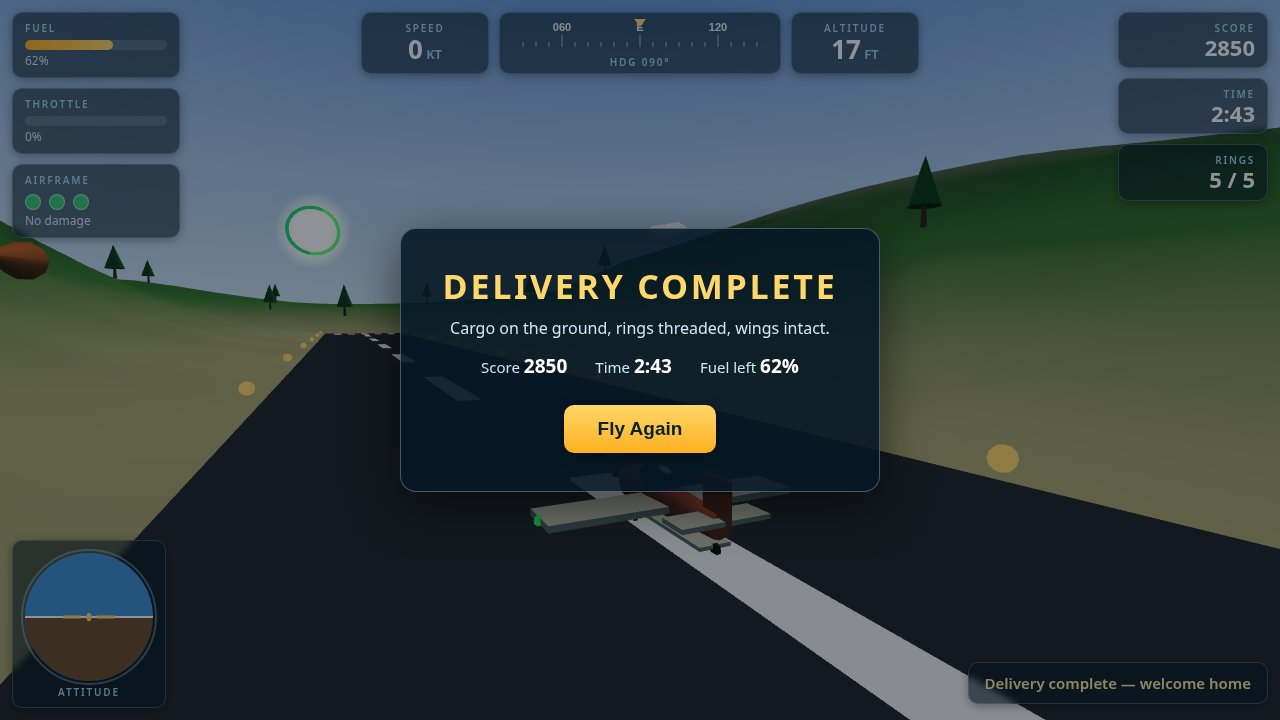 FUEL
62%
THROTTLE
0%
AIRFRAME
No damage
SPEED
0 KT
060 E 120
HDG 090°
ALTITUDE
17 FT
SCORE
2850
TIME
2:43
RINGS
5 / 5
DELIVERY COMPLETE
Cargo on the ground, rings threaded, wings intact.
Score 2850 Time 2:43 Fuel left 62%
Fly Again
ATTITUDE
Delivery complete — welcome home